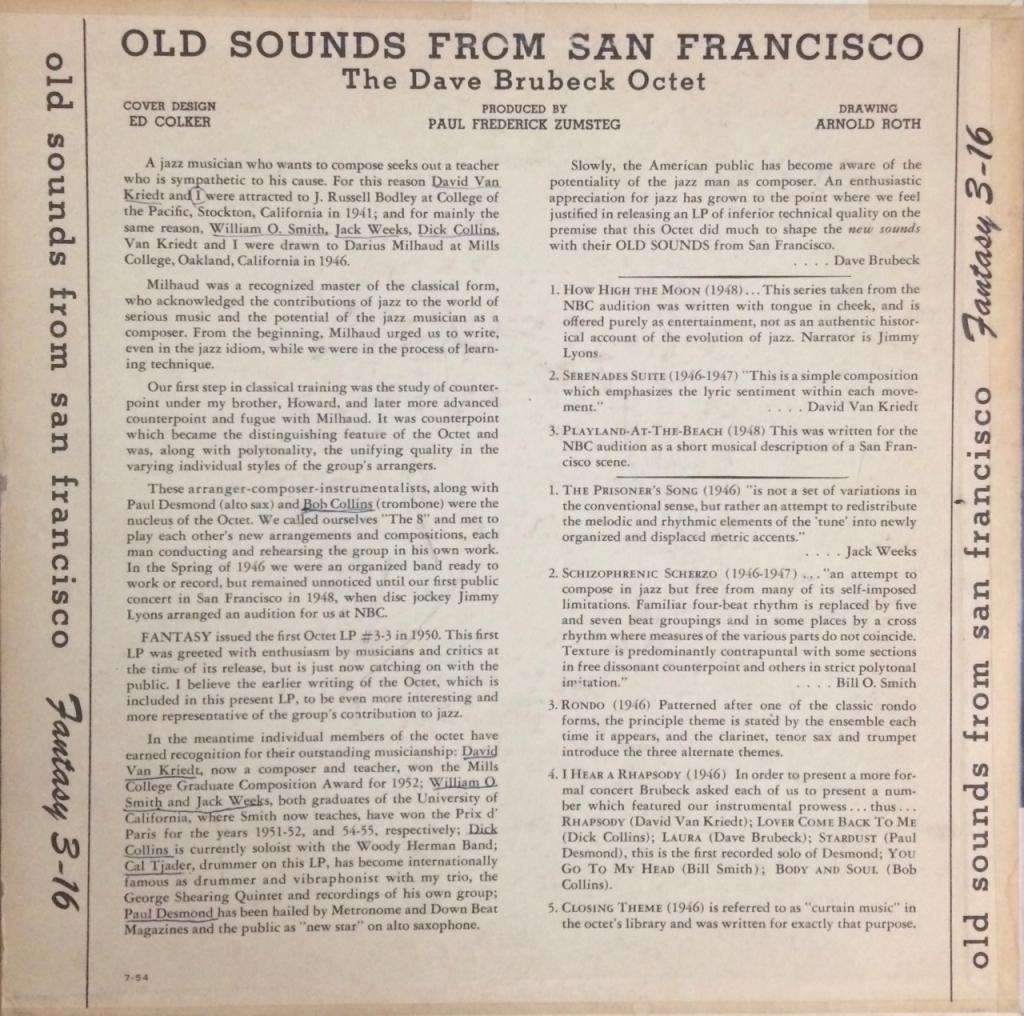 OLD SOUNDS FROM SAN FRANCISCO
The Dave Brubeck Octet
COVER DESIGN
ED COLKER
PRODUCED BY
PAUL FREDERICK ZUMSTEG
DRAWING
ARNOLD ROTH
old sounds from san francisco Fantasy 3-16
A jazz musician who wants to compose seeks out a teacher
who is sympathetic to his cause. For this reason David Van
Kriedt and I were attracted to J. Russell Bodley at College of
the Pacific, Stockton, California in 1941; and for mainly the
same reason, William O. Smith, Jack Weeks, Dick Collins,
Van Kriedt and I were drawn to Darius Milhaud at Mills
College, Oakland, California in 1946.
Milhaud was a recognized master of the classical form,
who acknowledged the contributions of jazz to the world of
serious music and the potential of the jazz musician as a
composer. From the beginning, Milhaud urged us to write,
even in the jazz idiom, while we were in the process of learn-
ing technique.
Our first step in classical training was the study of counter-
point under my brother, Howard, and later more advanced
counterpoint and fugue with Milhaud. It was counterpoint
which became the distinguishing feature of the Octet and
was, along with polytonality, the unifying quality in the
varying individual styles of the group's arrangers.
These arranger-composer-instrumentalists, along with
Paul Desmond (alto sax) and Bob Collins (trombone) were the
nucleus of the Octet. We called ourselves "The 8" and met to
play each other's new arrangements and compositions, each
man conducting and rehearsing the group in his own work.
In the Spring of 1946 we were an organized band ready to
work or record, but remained unnoticed until our first public
concert in San Francisco in 1948, when disc jockey Jimmy
Lyons arranged an audition for us at NBC.
FANTASY issued the first Octet LP #3-3 in 1950. This first
LP was greeted with enthusiasm by musicians and critics at
the time of its release, but is just now catching on with the
public. I believe the earlier writing of the Octet, which is
included in this present LP, to be even more interesting and
more representative of the group's contribution to jazz.
In the meantime individual members of the octet have
earned recognition for their outstanding musicianship: David
Van Kriedt, now a composer and teacher, won the Mills
College Graduate Composition Award for 1952; William O.
Smith and Jack Weeks, both graduates of the University of
California, where Smith now teaches, have won the Prix d'
Paris for the years 1951-52, and 54-55, respectively; Dick
Collins is currently soloist with the Woody Herman Band;
Cal Tjader, drummer on this LP, has become internationally
famous as drummer and vibraphonist with my trio, the
George Shearing Quintet and recordings of his own group;
Paul Desmond has been hailed by Metronome and Down Beat
Magazines and the public as "new star" on alto saxophone.
7-54
Slowly, the American public has become aware of the
potentiality of the jazz man as composer. An enthusiastic
appreciation for jazz has grown to the point where we feel
justified in releasing an LP of inferior technical quality on the
premise that this Octet did much to shape the new sounds
with their OLD SOUNDS from San Francisco.
. . . . Dave Brubeck
1. HOW HIGH THE MOON (1948) . . . This series taken from the
NBC audition was written with tongue in cheek, and is
offered purely as entertainment, not as an authentic histor-
ical account of the evolution of jazz. Narrator is Jimmy
Lyons.
2. SERENADES SUITE (1946-1947) "This is a simple composition
which emphasizes the lyric sentiment within each move-
ment." . . . . David Van Kriedt
3. PLAYLAND-AT-THE-BEACH (1948) This was written for the
NBC audition as a short musical description of a San Fran-
cisco scene.
1. THE PRISONER'S SONG (1946) "is not a set of variations in
the conventional sense, but rather an attempt to redistribute
the melodic and rhythmic elements of the 'tune' into newly
organized and displaced metric accents."
. . . . Jack Weeks
2. SCHIZOPHRENIC SCHERZO (1946-1947) . . . "an attempt to
compose in jazz but free from many of its self-imposed
limitations. Familiar four-beat rhythm is replaced by five
and seven beat groupings and in some places by a cross
rhythm where measures of the various parts do not coincide.
Texture is predominantly contrapuntal with some sections
in free dissonant counterpoint and others in strict polytonal
imitation." . . . . Bill O. Smith
3. RONDO (1946) Patterned after one of the classic rondo
forms, the principle theme is stated by the ensemble each
time it appears, and the clarinet, tenor sax and trumpet
introduce the three alternate themes.
4. I HEAR A RHAPSODY (1946) In order to present a more for-
mal concert Brubeck asked each of us to present a num-
ber which featured our instrumental prowess . . . thus . . .
RHAPSODY (David Van Kriedt); LOVER COME BACK TO ME
(Dick Collins); LAURA (Dave Brubeck); STARDUST (Paul
Desmond), this is the first recorded solo of Desmond; YOU
GO TO MY HEAD (Bill Smith); BODY AND SOUL (Bob
Collins).
5. CLOSING THEME (1946) is referred to as "curtain music" in
the octet's library and was written for exactly that purpose.
old sounds from san francisco Fantasy 3-16